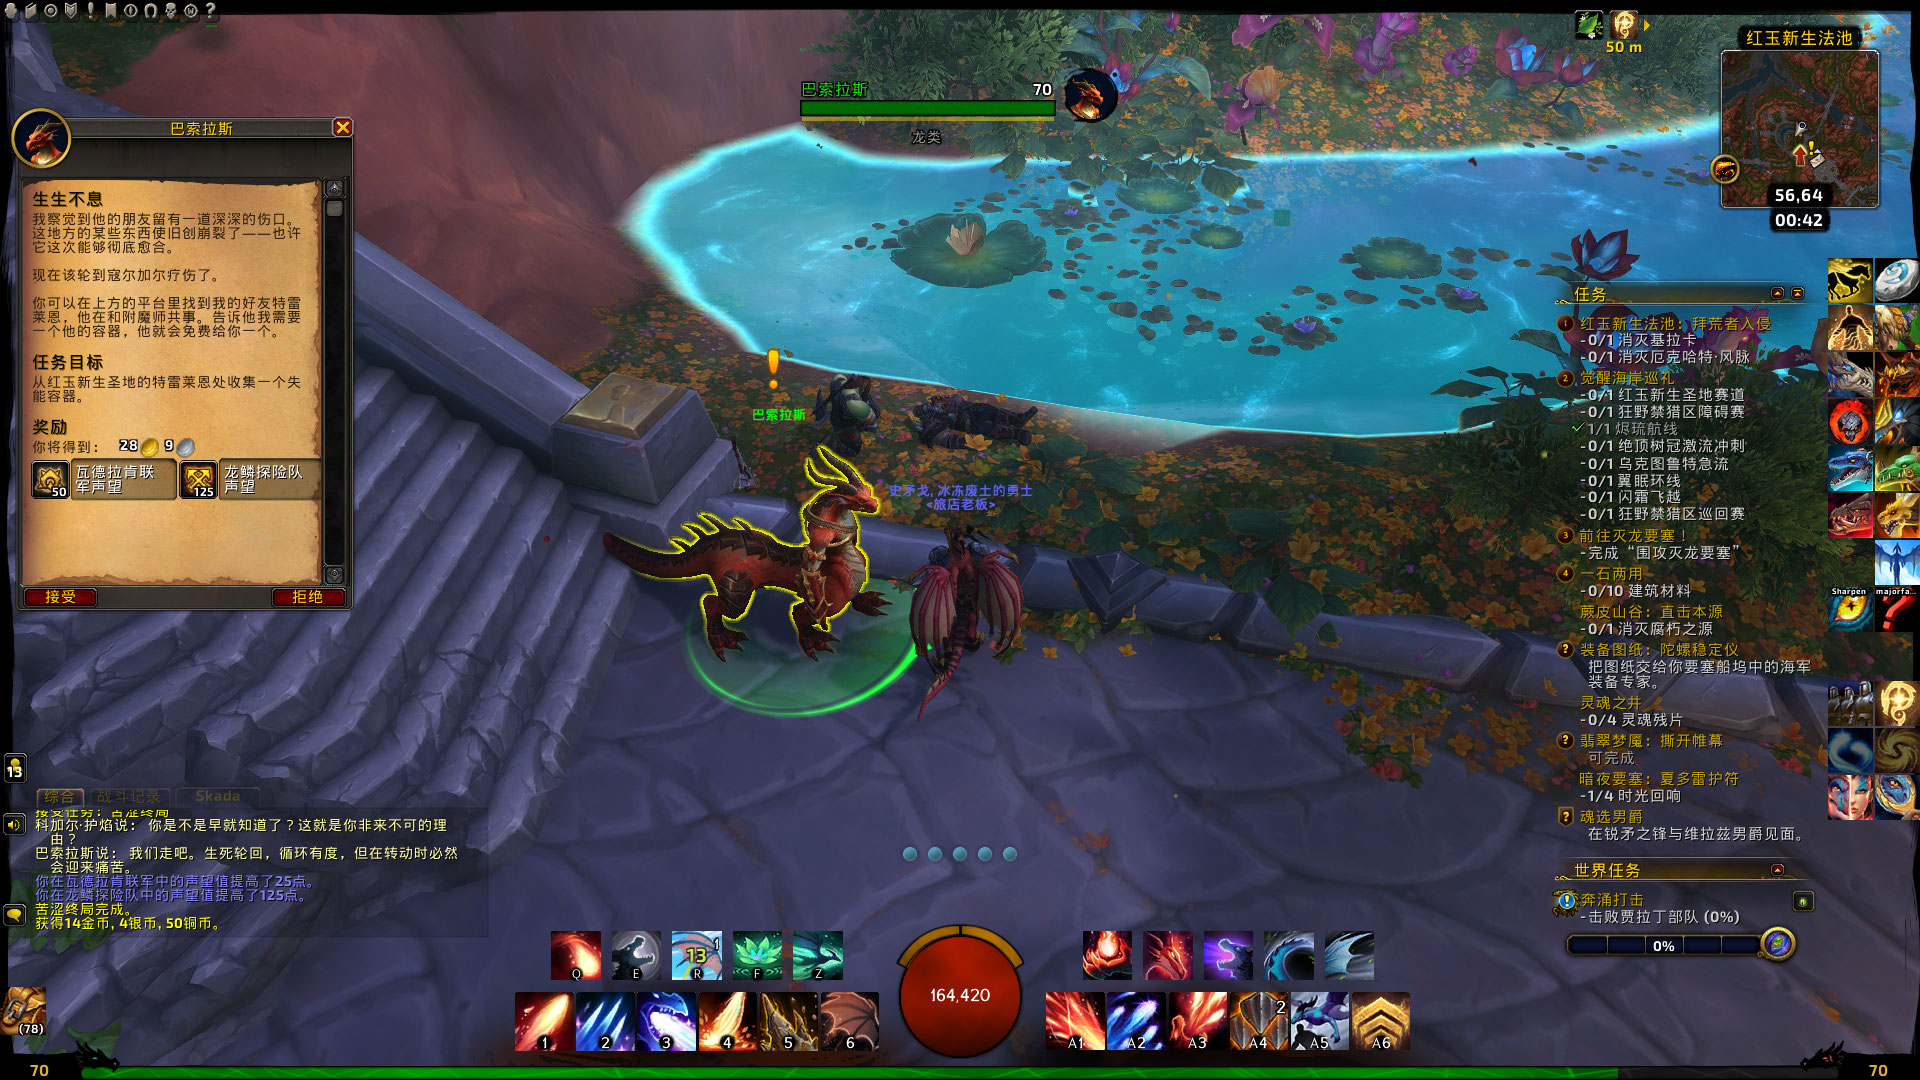 50 m
红玉新生法池
56,64
00:42
巴索拉斯
70
龙类
巴索拉斯
生生不息
我察觉到他的朋友留有一道深深的伤口。
这地方的某些东西使旧创崩裂了——也许
它这次能够彻底愈合。
现在该轮到寇尔加尔疗伤了。
你可以在上方的平台里找到我的好友特雷
莱恩，他在和附魔师共事。告诉他我需要
一个他的容器，他就会免费给你一个。
任务目标
从红玉新生圣地的特雷莱恩处收集一个失
能容器。
奖励
你将得到： 28 9
瓦德拉肯联
军声望
50
龙鳞探险队
声望
125
接受
拒绝
巴索拉斯
史矛戈, 冰冻废土的勇士
<旅店老板>
任务
红玉新生法池：拜荒者入侵
-0/1 消灭基拉卡
-0/1 消灭厄克哈特·风脉
觉醒海岸巡礼
-0/1 红玉新生圣地赛道
-0/1 狂野禁猎区障碍赛
1/1 炽琉航线
-0/1 绝顶树冠激流冲刺
-0/1 乌克图鲁特急流
-0/1 翼眠环线
-0/1 闪霜飞越
-0/1 狂野禁猎区巡回赛
前往灭龙要塞！
-完成“围攻灭龙要塞”
一石两用
-0/10 建筑材料
蕨皮山谷：直击本源
-0/1 消灭腐朽之源
装备图纸：陀螺稳定仪
把图纸交给你要塞船坞中的海军
装备专家。
灵魂之井
-0/4 灵魂残片
翡翠梦魇：撕开帷幕
可完成
暗夜要塞：夏多雷护符
-1/4 时光回响
魂选男爵
在锐矛之锋与维拉兹男爵见面。
世界任务
奔涌打击
-击败贾拉丁部队 (0%)
0%
Sharpen
majorfa...
13
综合
战斗记录
Skada
接受任务：苦涩终局
科加尔·护焰说： 你是不是早就知道了？这就是你非来不可的理
由？
巴索拉斯说： 我们走吧。生死轮回，循环有度，但在转动时必然
会迎来痛苦。
你在瓦德拉肯联军中的声望值提高了25点。
你在龙鳞探险队中的声望值提高了125点。
苦涩终局完成。
获得14金币, 4银币, 50铜币。
(78)
Q
E
1
13
R
F
Z
1
2
3
4
5
6
164,420
A1
A2
A3
2
A4
A5
A6
70
70